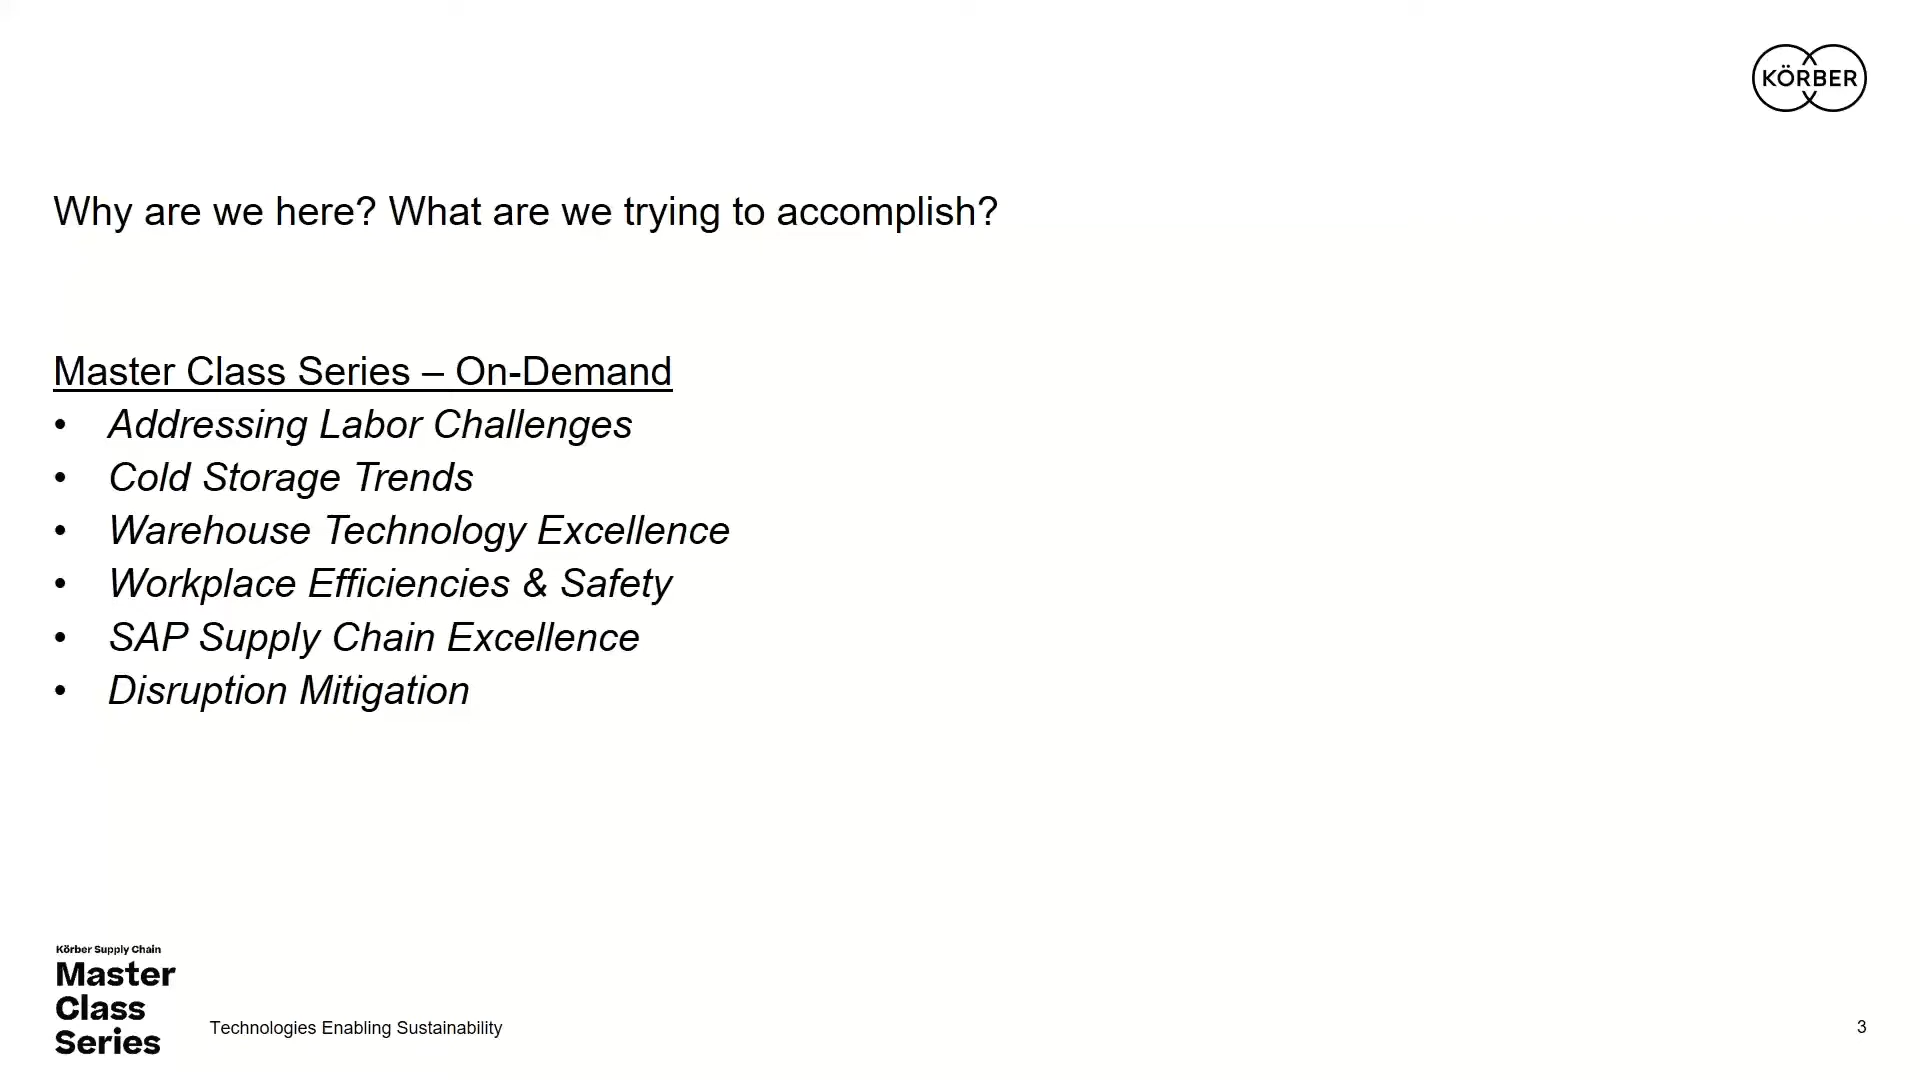 KÖRBER
Why are we here? What are we trying to accomplish?
Master Class Series – On-Demand
• Addressing Labor Challenges
• Cold Storage Trends
• Warehouse Technology Excellence
• Workplace Efficiencies & Safety
• SAP Supply Chain Excellence
• Disruption Mitigation
Körber Supply Chain
Master
Class
Series
Technologies Enabling Sustainability
3